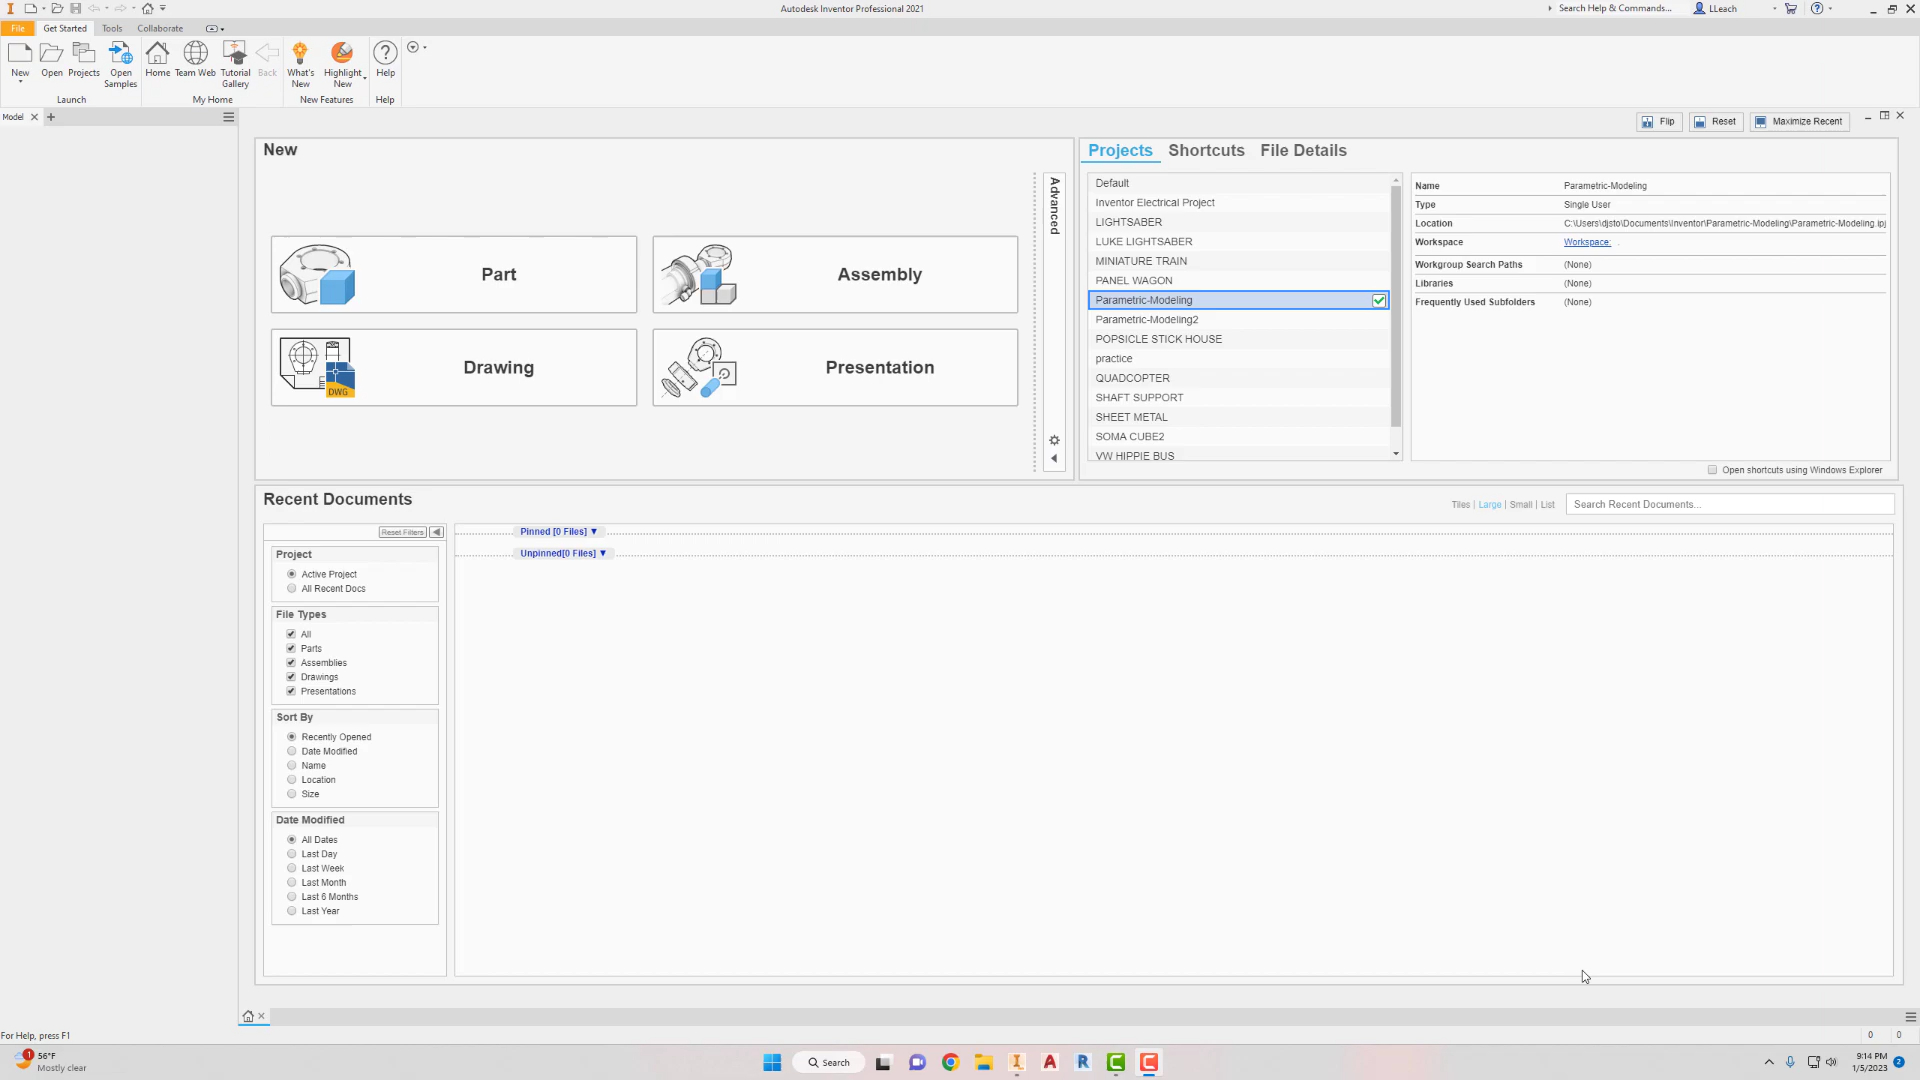 Autodesk Inventor Professional 2021
Search Help & Commands...
LLeach
File
Get Started
Tools
Collaborate
New
Open
Projects
Open Samples
Home
Team Web
Tutorial Gallery
Back
What's New
Highlight New
Help
Launch
My Home
New Features
Help
Model
Flip
Reset
Maximize Recent
New
Part
Assembly
Drawing
Presentation
DWG
Advanced
Projects
Shortcuts
File Details
Default
Inventor Electrical Project
LIGHTSABER
LUKE LIGHTSABER
MINIATURE TRAIN
PANEL WAGON
Parametric-Modeling
Parametric-Modeling2
POPSICLE STICK HOUSE
practice
QUADCOPTER
SHAFT SUPPORT
SHEET METAL
SOMA CUBE2
VW HIPPIE BUS
Name Parametric-Modeling
Type Single User
Location C:\Users\djsto\Documents\Inventor\Parametric-Modeling\Parametric-Modeling.ipj
Workspace Workspace: .
Workgroup Search Paths (None)
Libraries (None)
Frequently Used Subfolders (None)
Open shortcuts using Windows Explorer
Recent Documents
Tiles | Large | Small | List
Search Recent Documents...
Reset Filters
Project
Active Project
All Recent Docs
File Types
All
Parts
Assemblies
Drawings
Presentations
Sort By
Recently Opened
Date Modified
Name
Location
Size
Date Modified
All Dates
Last Day
Last Week
Last Month
Last 6 Months
Last Year
Pinned [0 Files]
Unpinned[0 Files]
For Help, press F1
0 0
1
56°F
Mostly clear
Search
9:14 PM
1/5/2023
2